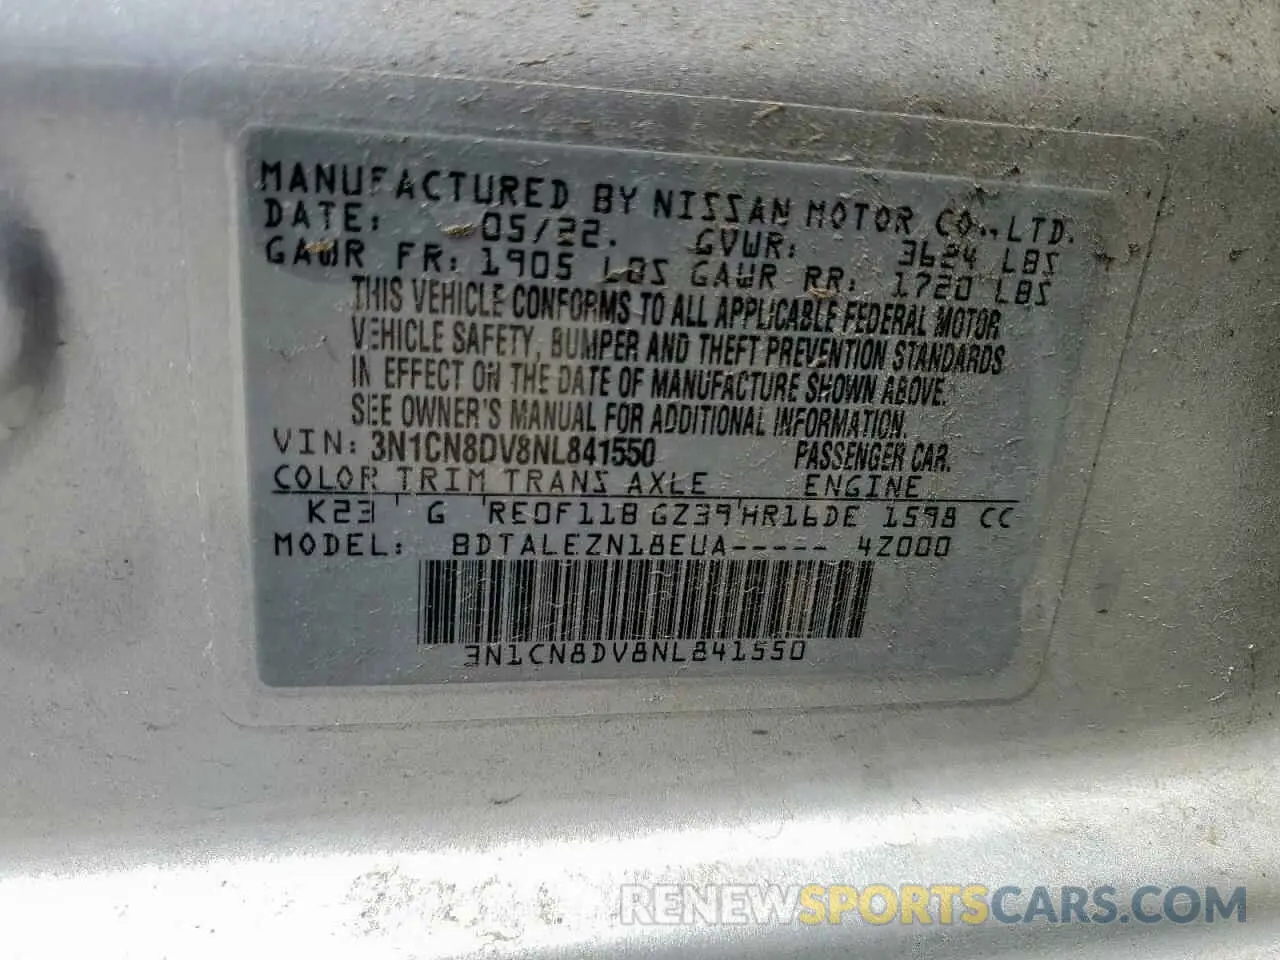 MANUFACTURED BY NISSAN MOTOR CO.,LTD.
DATE: 05/22. GVWR: 3624 LBS
GAWR FR: 1905 LBS GAWR RR: 1720 LBS
THIS VEHICLE CONFORMS TO ALL APPLICABLE FEDERAL MOTOR
VEHICLE SAFETY, BUMPER AND THEFT PREVENTION STANDARDS
IN EFFECT ON THE DATE OF MANUFACTURE SHOWN ABOVE.
SEE OWNER'S MANUAL FOR ADDITIONAL INFORMATION.
VIN: 3N1CN8DV8NL841550 PASSENGER CAR.
COLOR TRIM TRANS AXLE ENGINE
K23 G RE0F11B GZ39 HR16DE 1598 CC
MODEL: BDTALEZN18EUA----- 4Z000
3N1CN8DV8NL841550
RENEWSPORTSCARS.COM